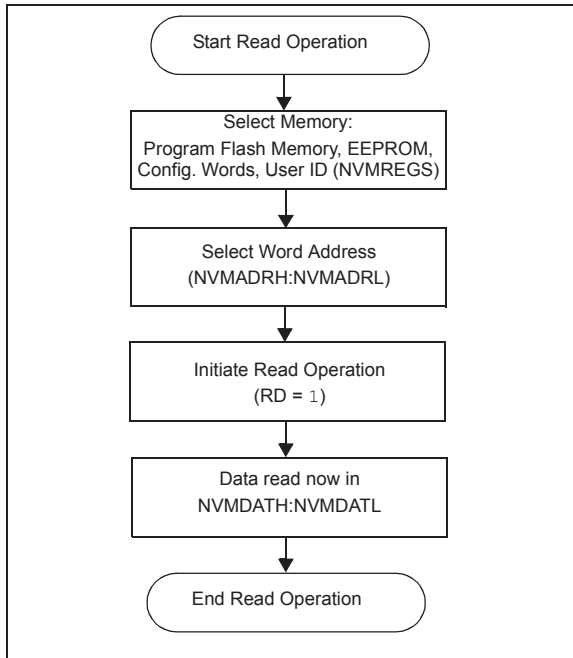 Start Read Operation
Select Memory:
Program Flash Memory, EEPROM,
Config. Words, User ID (NVMREGS)
Select Word Address
(NVMADRH:NVMADRL)
Initiate Read Operation
(RD = 1)
Data read now in
NVMDATH:NVMDATL
End Read Operation